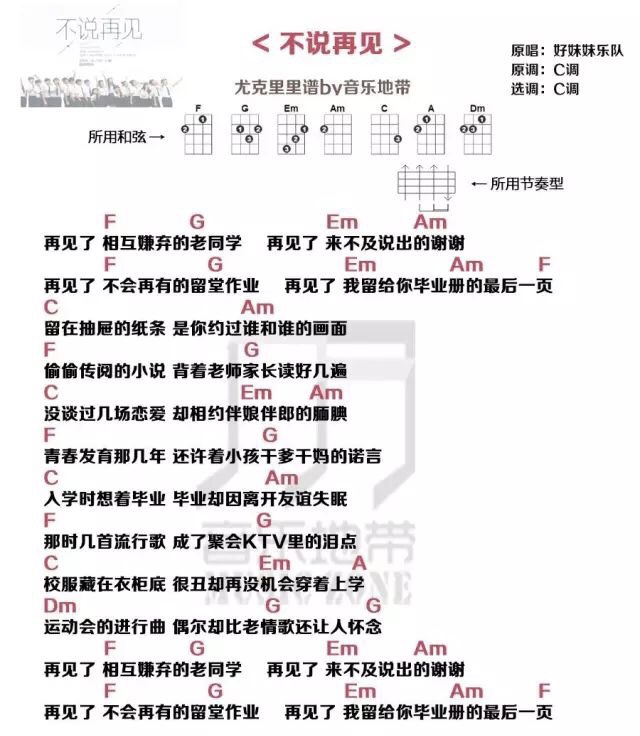 不说再见
< 不说再见 >
原唱：好妹妹乐队
原调：C调
选调：C调
尤克里里谱by音乐地带
所用和弦→ F G Em Am C A Dm
←所用节奏型
F G Em Am
再见了 相互嫌弃的老同学 再见了 来不及说出的谢谢
F G Em Am F
再见了 不会再有的留堂作业 再见了 我留给你毕业册的最后一页
C Am
留在抽屉的纸条 是你约过谁和谁的画面
F G
偷偷传阅的小说 背着老师家长读好几遍
C Em Am
没谈过几场恋爱 却相约伴娘伴郎的腼腆
F G
青春发育那几年 还许着小孩干爹干妈的诺言
C Am
入学时想着毕业 毕业却因离开友谊失眠
F G
那时几首流行歌 成了聚会KTV里的泪点
C Em A
校服藏在衣柜底 很丑却再没机会穿着上学
Dm G G
运动会的进行曲 偶尔却比老情歌还让人怀念
F G Em Am
再见了 相互嫌弃的老同学 再见了 来不及说出的谢谢
F G Em Am F
再见了 不会再有的留堂作业 再见了 我留给你毕业册的最后一页
音乐地带
MUSIC ZONE